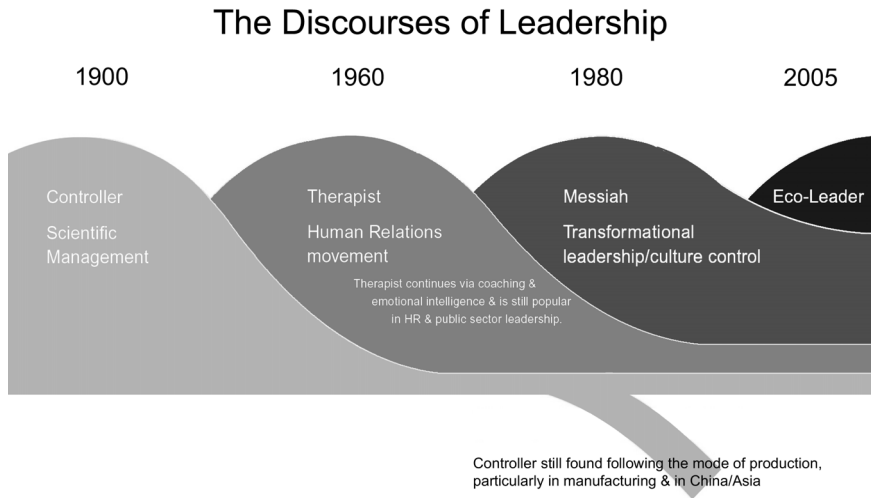 The Discourses of Leadership
1900
1960
1980
2005
Controller
Scientific
Management
Therapist
Human Relations
movement
Therapist continues via coaching &
emotional intelligence & is still popular
in HR & public sector leadership.
Messiah
Transformational
leadership/culture control
Eco-Leader
Controller still found following the mode of production,
particularly in manufacturing & in China/Asia